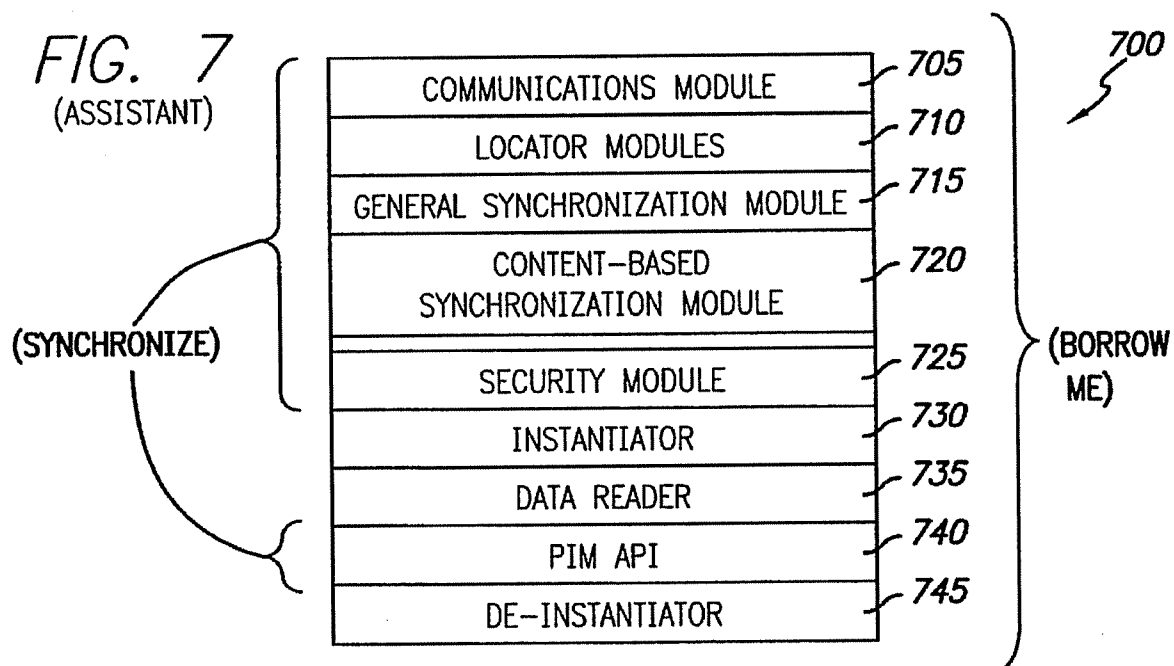 FIG. 7
(ASSISTANT)
700
COMMUNICATIONS MODULE
705
LOCATOR MODULES
710
GENERAL SYNCHRONIZATION MODULE
715
CONTENT-BASED
SYNCHRONIZATION MODULE
720
SECURITY MODULE
725
INSTANTIATOR
730
DATA READER
735
PIM API
740
DE-INSTANTIATOR
745
(SYNCHRONIZE)
(BORROW
ME)